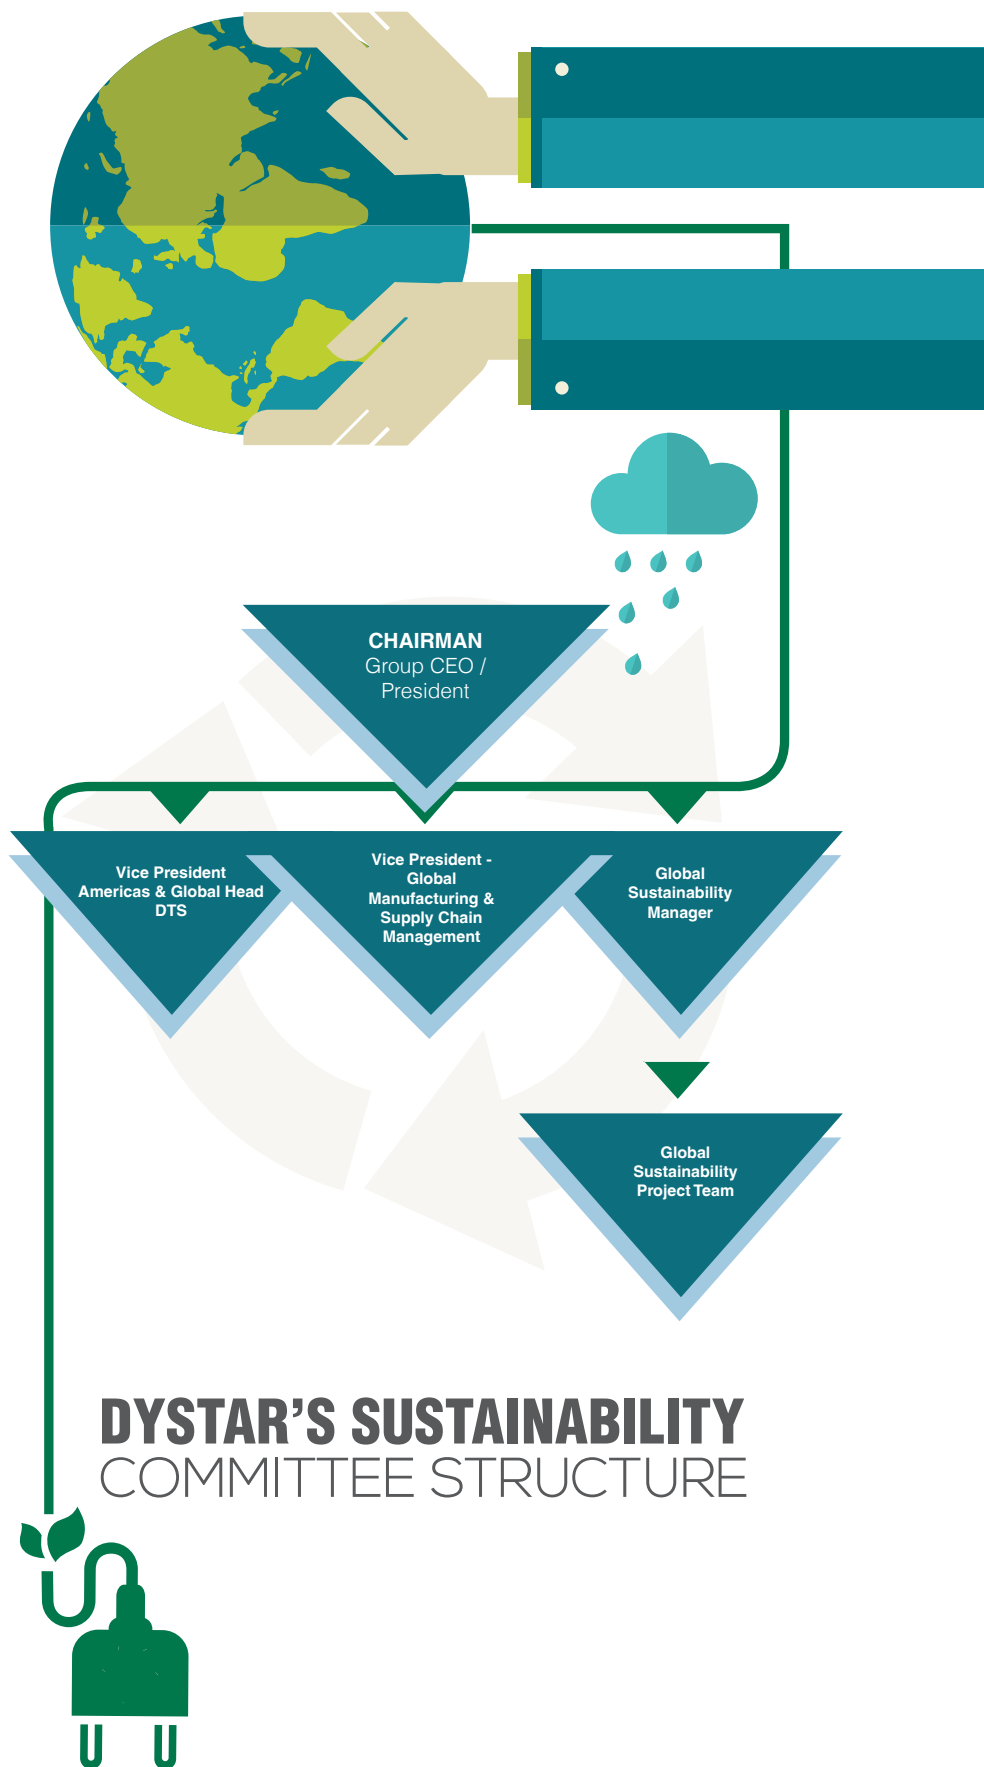 CHAIRMAN
Group CEO /
President
Vice President
Americas & Global Head
DTS
Vice President -
Global
Manufacturing &
Supply Chain
Management
Global
Sustainability
Manager
Global
Sustainability
Project Team
DYSTAR’S SUSTAINABILITY
COMMITTEE STRUCTURE